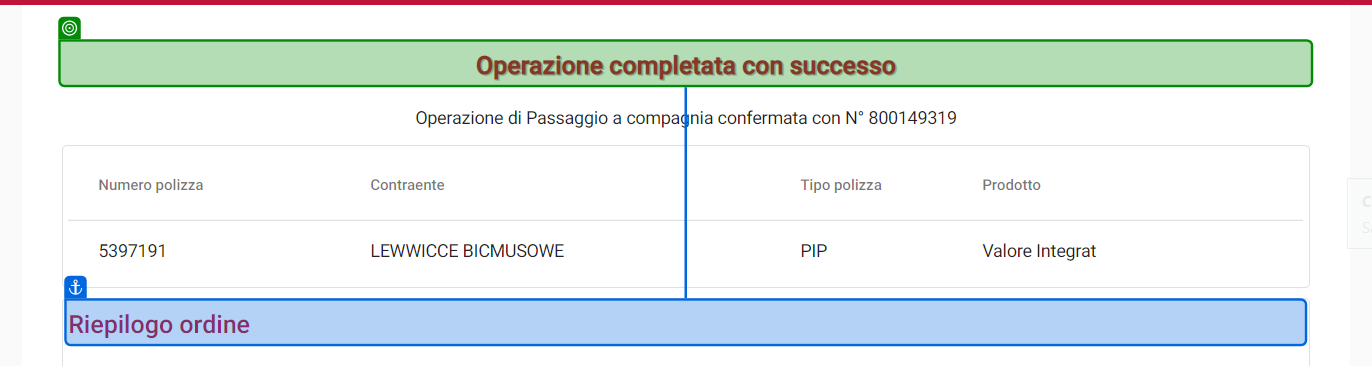 Operazione completata con successo
Operazione di Passaggio a compagnia confermata con N° 800149319
Numero polizza Contraente Tipo polizza Prodotto
5397191 LEWWICCE BICMUSOWE PIP Valore Integrat
Riepilogo ordine